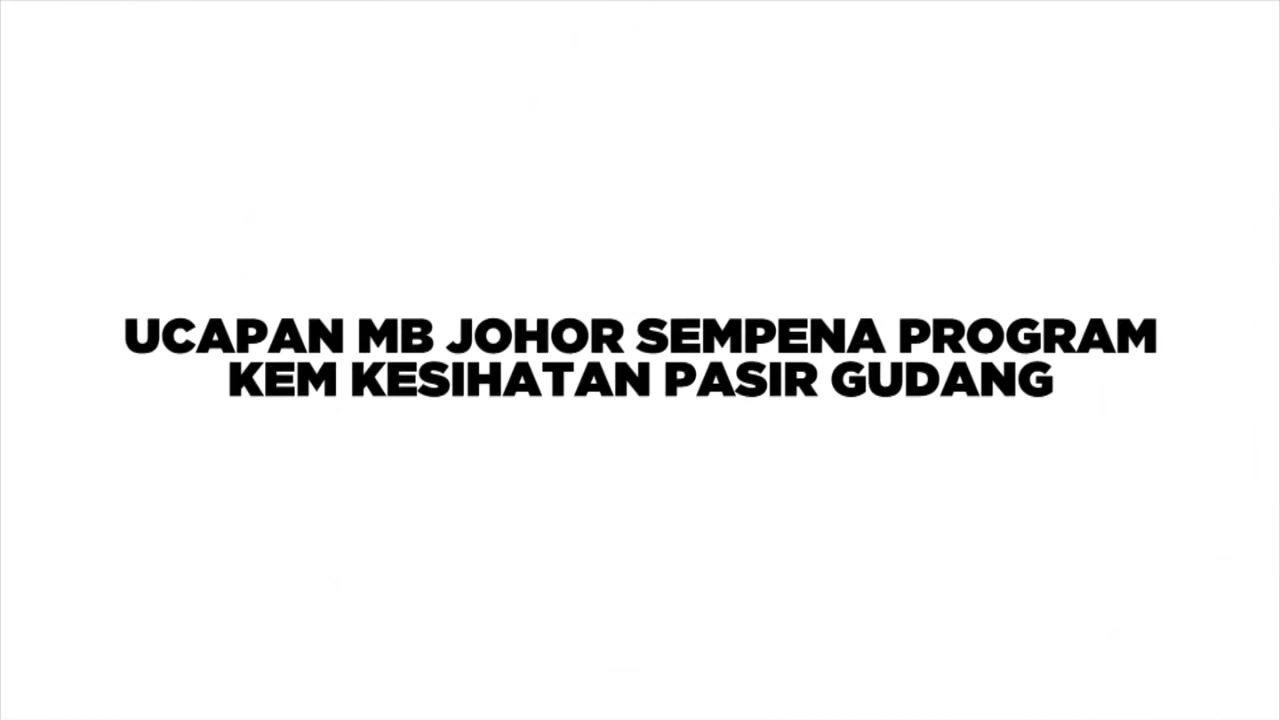 UCAPAN MB JOHOR SEMPENA PROGRAM
KEM KESIHATAN PASIR GUDANG